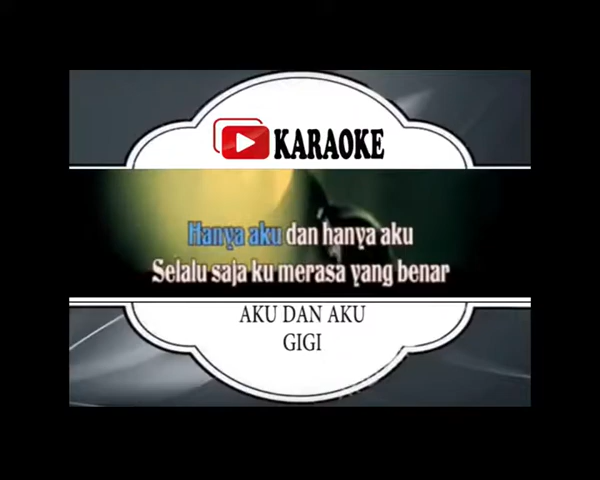 KARAOKE
Hanya aku dan hanya aku
Selalu saja ku merasa yang benar
AKU DAN AKU
GIGI